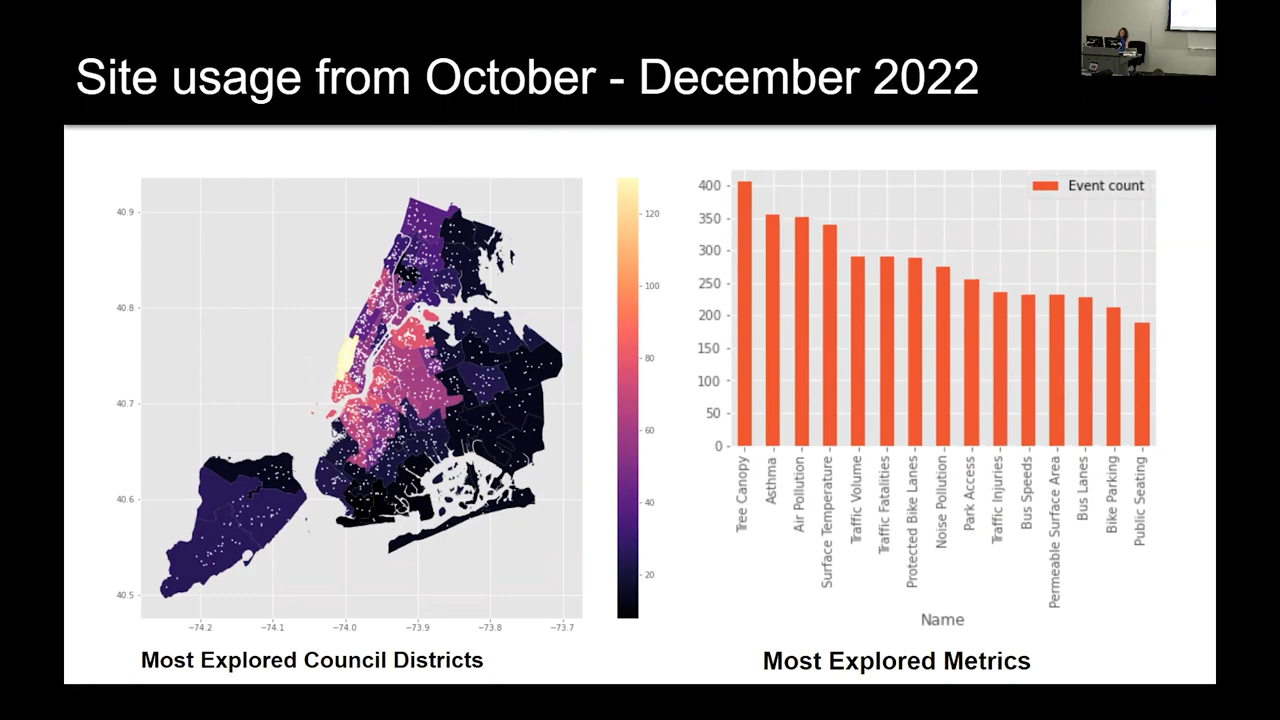 Site usage from October - December 2022
40.9
40.8
40.7
40.6
40.5
−74.2
−74.1
−74.0
−73.9
−73.8
−73.7
120
100
80
60
40
20
Most Explored Council Districts
400
350
300
250
200
150
100
50
0
Event count
Tree Canopy
Asthma
Air Pollution
Surface Temperature
Traffic Volume
Traffic Fatalities
Protected Bike Lanes
Noise Pollution
Park Access
Traffic Injuries
Bus Speeds
Permeable Surface Area
Bus Lanes
Bike Parking
Public Seating
Name
Most Explored Metrics